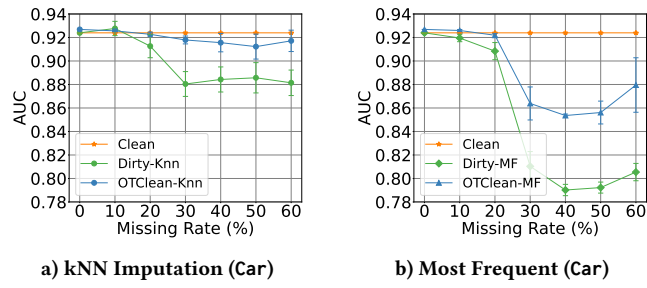 0.94
0.92
0.90
0.88
0.86
0.84
0.82
0.80
0.78
AUC
Clean
Dirty-Knn
OTClean-Knn
0 10 20 30 40 50 60
Missing Rate (%)
a) kNN Imputation (Car)
0.94
0.92
0.90
0.88
0.86
0.84
0.82
0.80
0.78
AUC
Clean
Dirty-MF
OTClean-MF
0 10 20 30 40 50 60
Missing Rate (%)
b) Most Frequent (Car)